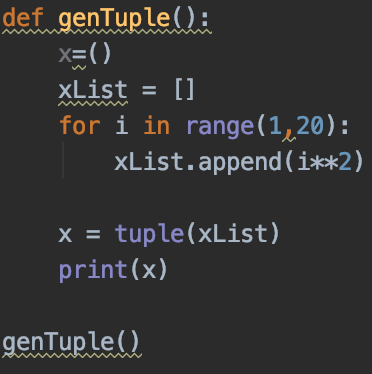 def genTuple():
    x=()
    xList = []
    for i in range(1,20):
        xList.append(i**2)

    x = tuple(xList)
    print(x)

genTuple()